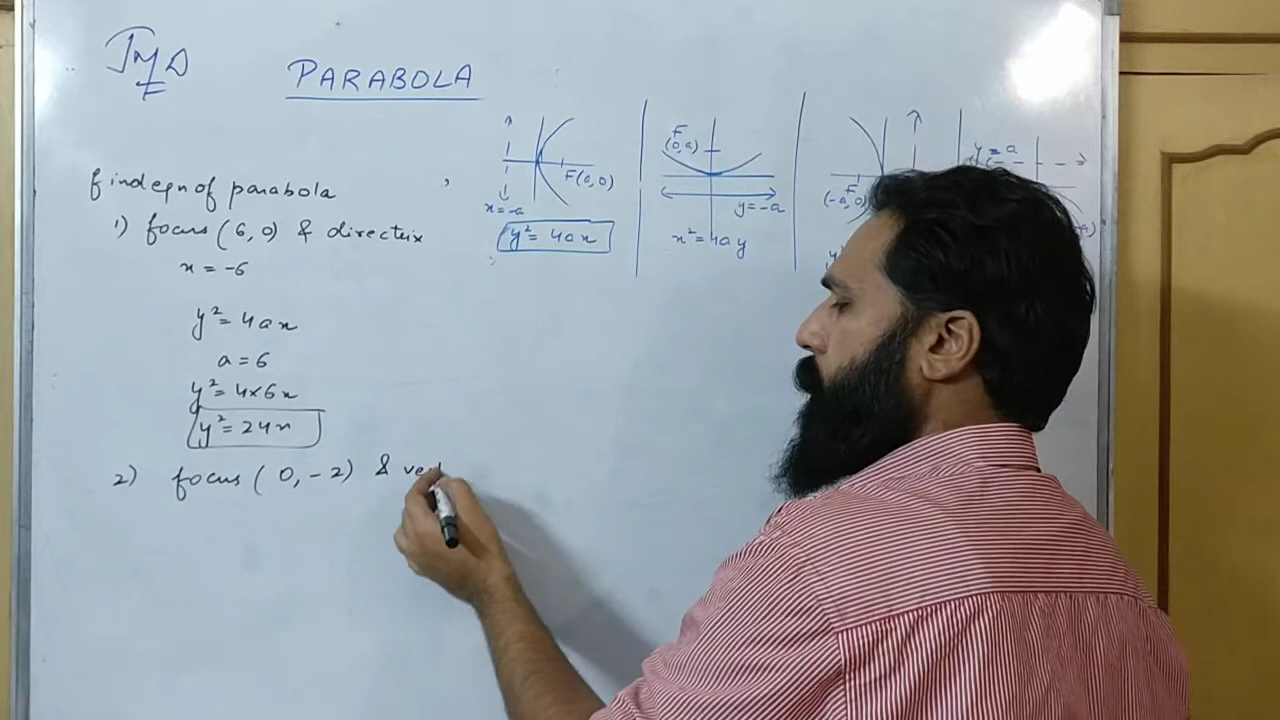 JMD
PARABOLA
find eqn of parabola
1) focus (6, 0) & directrix
x = -6
y² = 4ax
a = 6
y² = 4×6x
y² = 24x
2) focus ( 0, -2) & ve
F(a, 0)
x = -a
y² = 4ax
F
(0, a)
y = -a
x² = 4ay
F
(-a, 0)
y = a